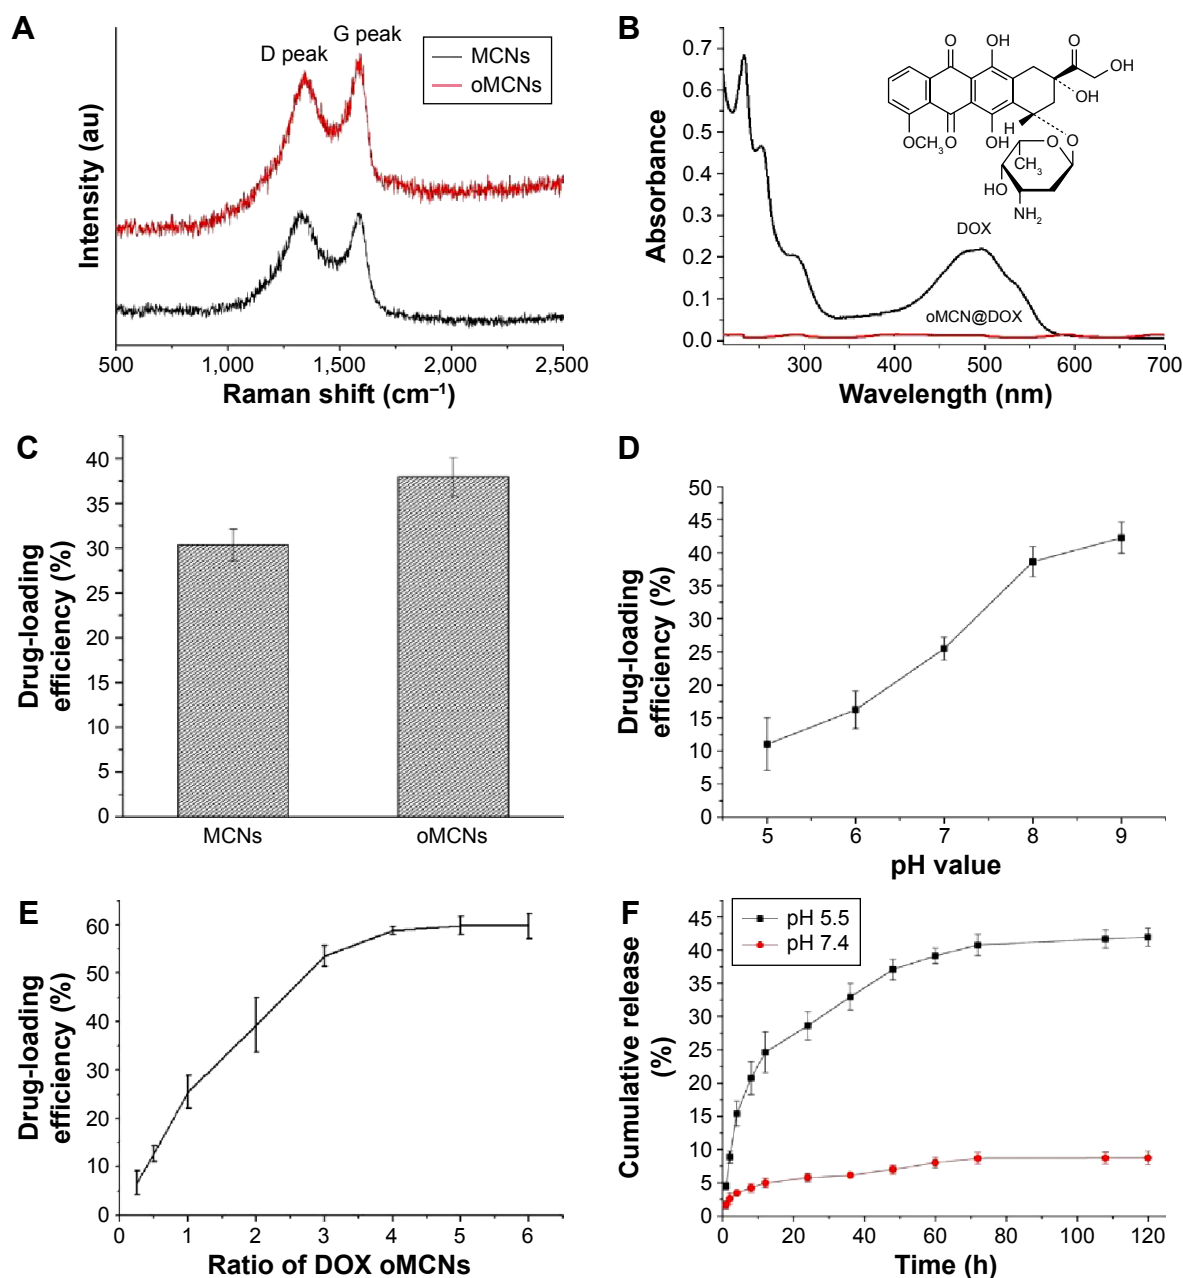 A
D peak
G peak
MCNs
oMCNs
Intensity (au)
500
1,000
1,500
2,000
2,500
Raman shift (cm⁻¹)
B
0.7
0.6
0.5
0.4
0.3
0.2
0.1
0.0
Absorbance
O
OH
O
OH
OH
OCH₃
O
OH
H
O
O
CH₃
HO
NH₂
DOX
oMCN@DOX
300
400
500
600
700
Wavelength (nm)
C
40
35
30
25
20
15
10
5
0
Drug-loading
efficiency (%)
MCNs
oMCNs
D
50
45
40
35
30
25
20
15
10
5
0
Drug-loading
efficiency (%)
5
6
7
8
9
pH value
E
60
50
40
30
20
10
0
Drug-loading
efficiency (%)
0
1
2
3
4
5
6
Ratio of DOX oMCNs
F
pH 5.5
pH 7.4
45
40
35
30
25
20
15
10
5
0
Cumulative release
(%)
0
20
40
60
80
100
120
Time (h)